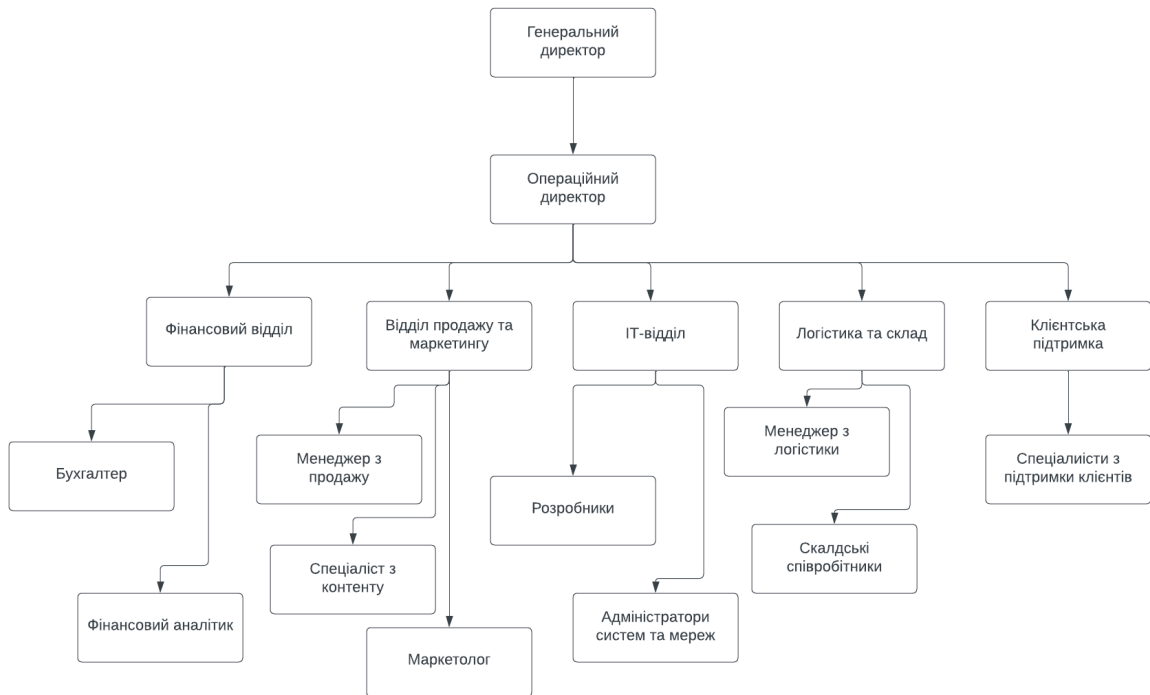 Генеральний
директор
Операційний
директор
Фінансовий відділ
Відділ продажу та
маркетингу
ІТ-відділ
Логістика та склад
Клієнтська
підтримка
Бухгалтер
Менеджер з
продажу
Розробники
Менеджер з
логістики
Спеціалиісти з
підтримки клієнтів
Спеціаліст з
контенту
Скалдські
співробітники
Фінансовий аналітик
Маркетолог
Адміністратори
систем та мереж